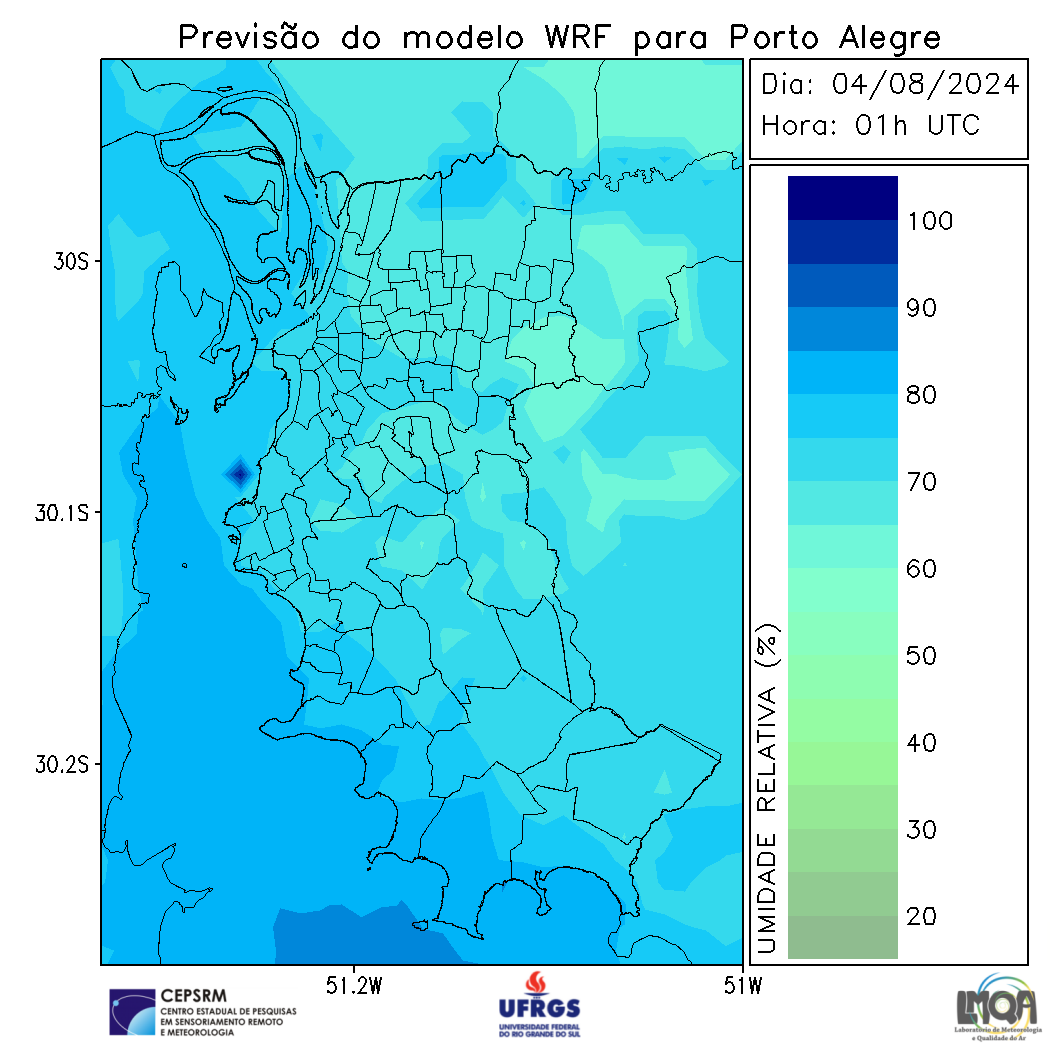 Previsão do modelo WRF para Porto Alegre
Dia: 04/08/2024
Hora: 01h UTC
30S
30.1S
30.2S
51.2W
51W
100
90
80
70
60
50
40
30
20
UMIDADE RELATIVA (%)
CEPSRM
CENTRO ESTADUAL DE PESQUISAS
EM SENSORIAMENTO REMOTO
E METEOROLOGIA
UFRGS
UNIVERSIDADE FEDERAL
DO RIO GRANDE DO SUL
LMQA
Laboratório de Meteorologia
e Qualidade do Ar